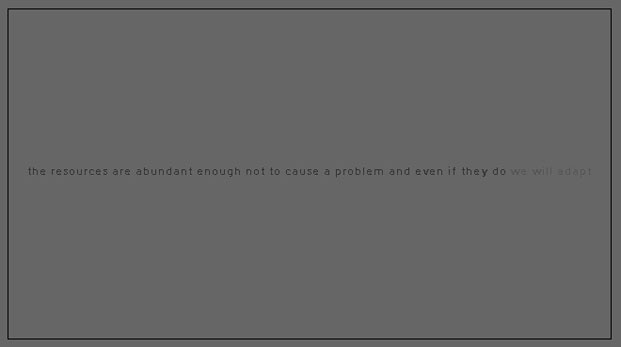 the resources are abundant enough not to cause a problem and even if they do we will adapt